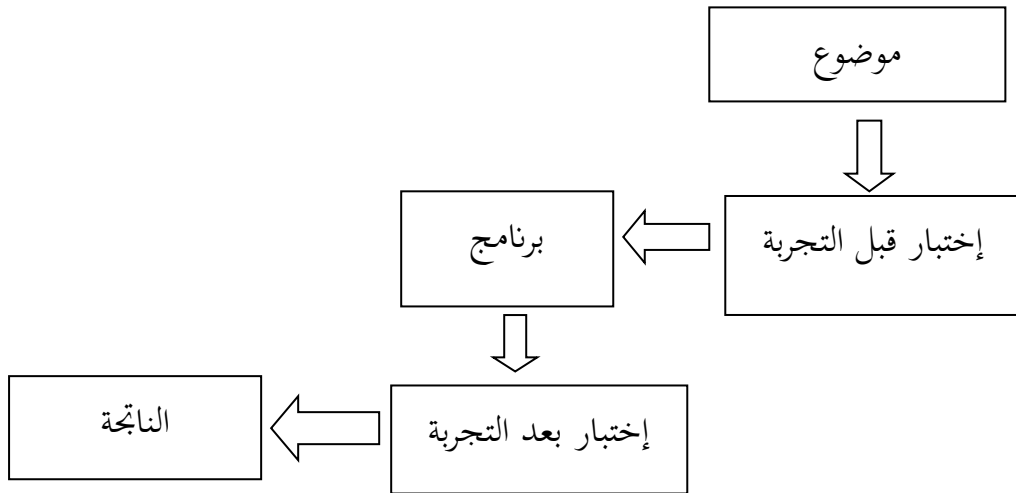 موضوع
إختبار قبل التجربة
برنامج
إختبار بعد التجربة
الناتجة